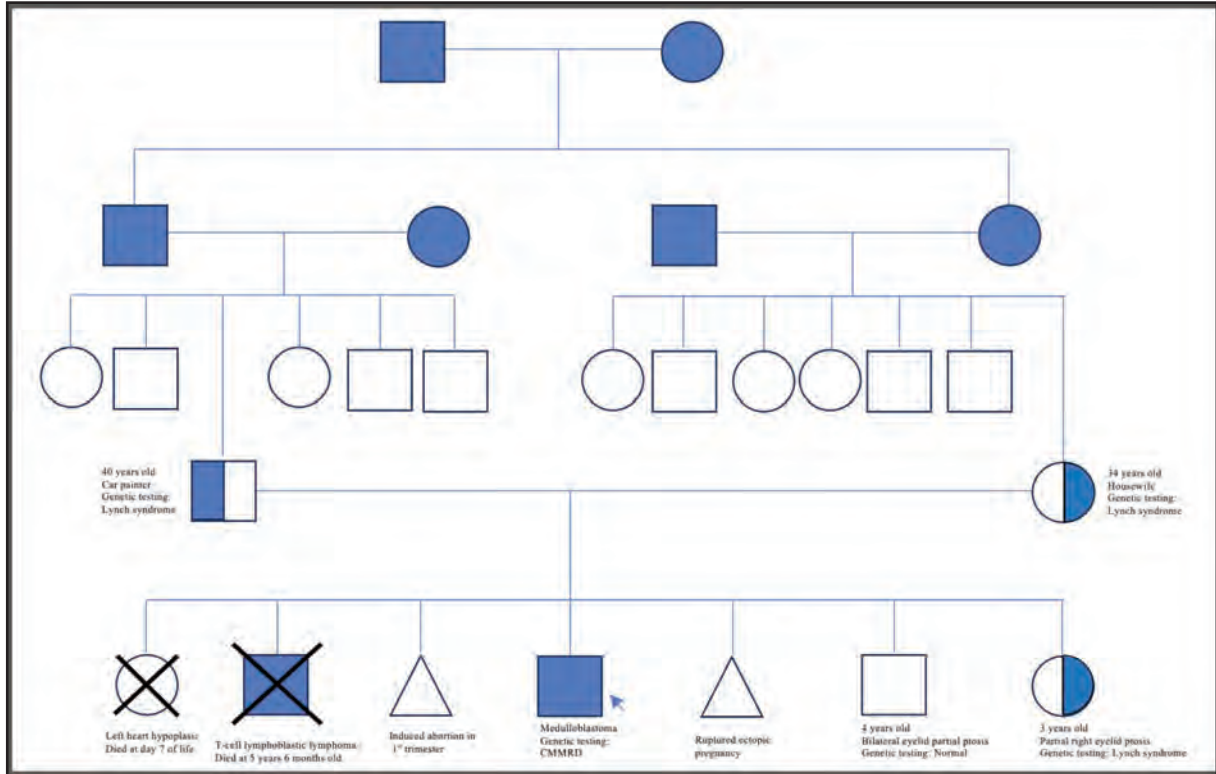 40 years old
Car painter
Genetic testing:
Lynch syndrome
34 years old
Housewife
Genetic testing:
Lynch syndrome
Left heart hypoplasic
Died at day 7 of life
T-cell lymphoblastic lymphoma
Died at 5 years 6 months old
Induced abortion in
1st trimester
Medulloblastoma
Genetic testing:
CMMRD
Ruptured ectopic
pregnancy
4 years old
Bilateral eyelid partial ptosis
Genetic testing: Normal
3 years old
Partial right eyelid ptosis
Genetic testing: Lynch syndrome